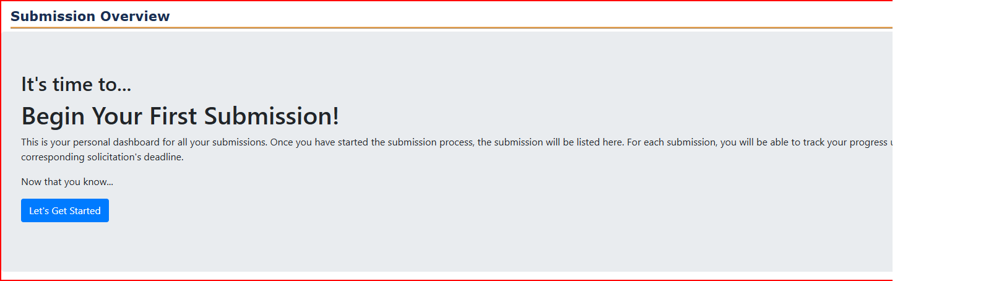 Submission Overview
It's time to...
Begin Your First Submission!
This is your personal dashboard for all your submissions. Once you have started the submission process, the submission will be listed here. For each submission, you will be able to track your progress
corresponding solicitation's deadline.
Now that you know...
Let's Get Started